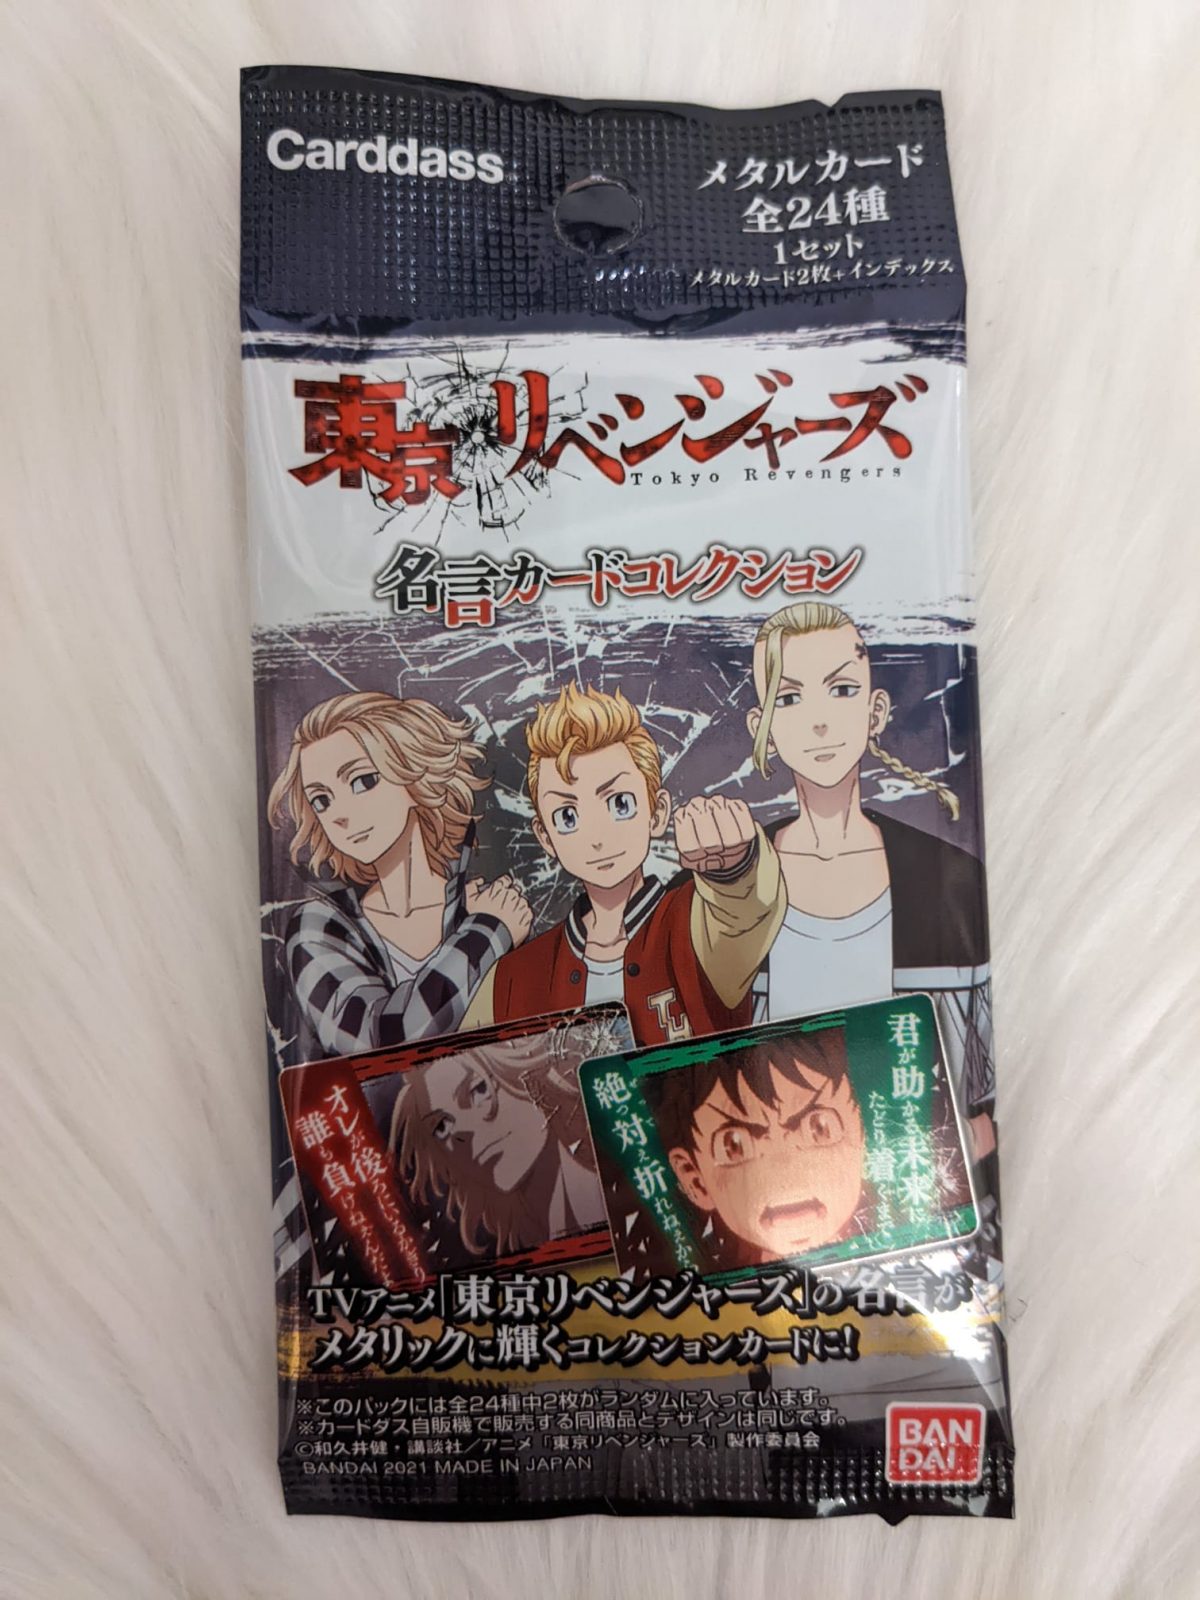 Carddass
メタルカード
全24種
1セット
メタルカード2枚+インデックス
東京リベンジャーズ
Tokyo Revengers
名言カードコレクション
TH
オレが後ろにいるかぎり
誰も負けねぇんだよ
君が助かる未来に
たどり着くまで
絶っ対ぇ折れねぇから
ぜ て
TVアニメ「東京リベンジャーズ」の名言が
メタリックに輝くコレクションカードに!
※このパックには全24種中2枚がランダムに入っています。
※カードダス自販機で販売する同商品とデザインは同じです。
©和久井健・講談社/アニメ「東京リベンジャーズ」製作委員会
BANDAI 2021 MADE IN JAPAN
BAN
DAI